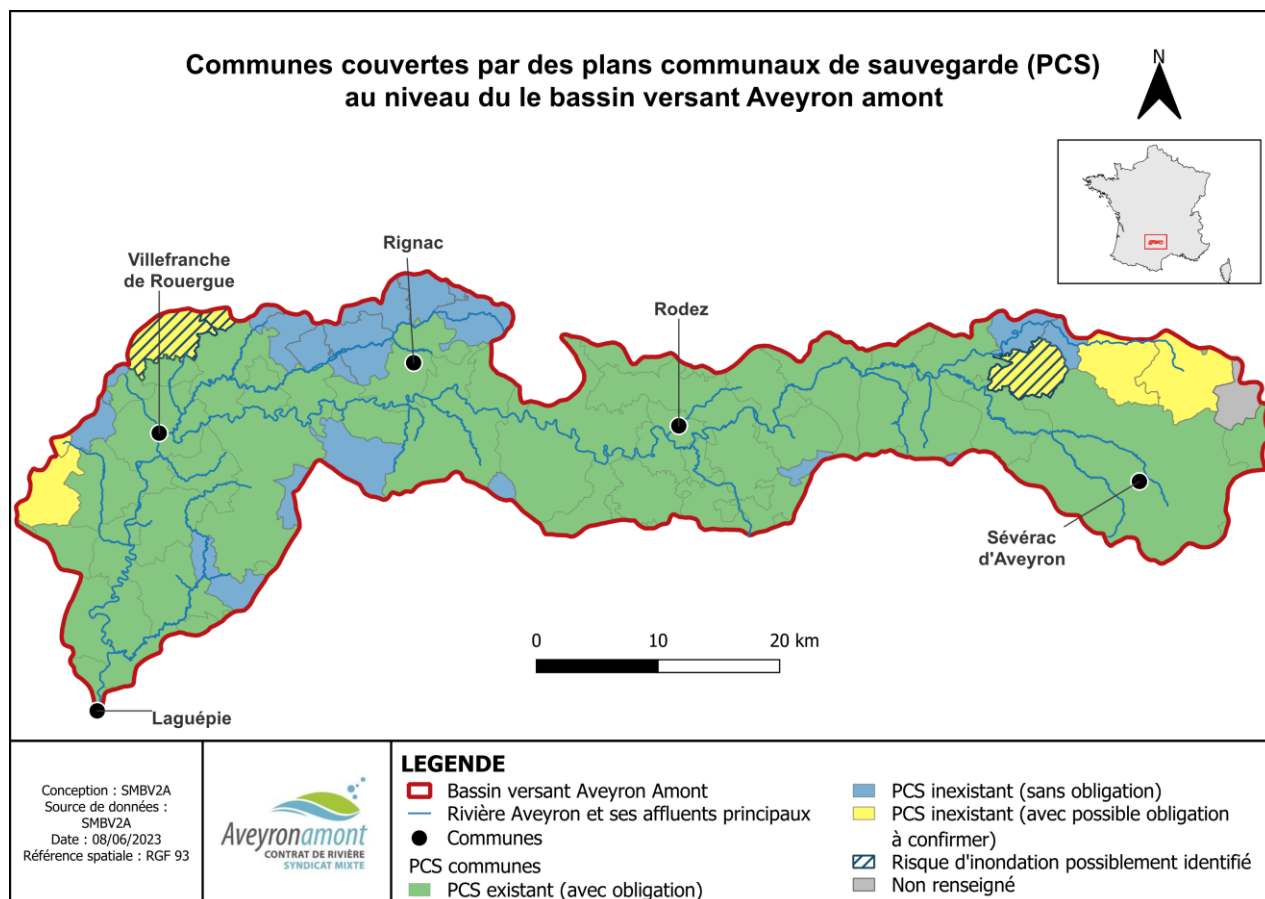 Communes couvertes par des plans communaux de sauvegarde (PCS)
au niveau du le bassin versant Aveyron amont
N
Rignac
Villefranche
de Rouergue
Rodez
Sévérac
d'Aveyron
0 10 20 km
Laguépie
Conception : SMBV2A
Source de données :
SMBV2A
Date : 08/06/2023
Référence spatiale : RGF 93
Aveyronamont
CONTRAT DE RIVIÈRE
SYNDICAT MIXTE
LEGENDE
Bassin versant Aveyron Amont
Rivière Aveyron et ses affluents principaux
Communes
PCS communes
PCS existant (avec obligation)
PCS inexistant (sans obligation)
PCS inexistant (avec possible obligation
à confirmer)
Risque d'inondation possiblement identifié
Non renseigné